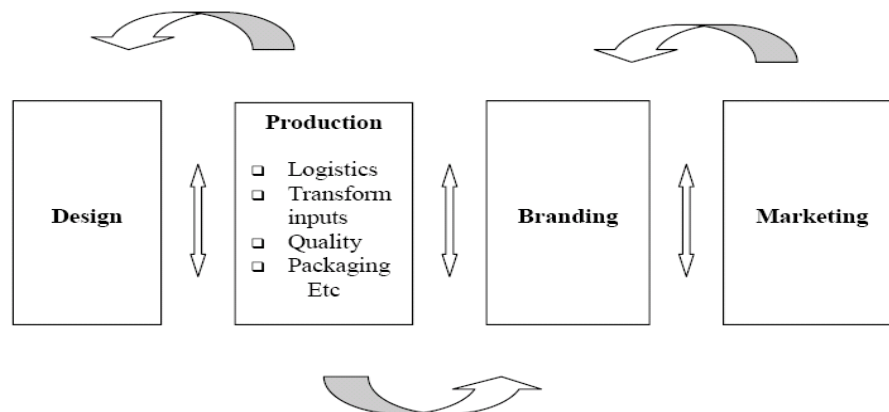 Design
Production
Logistics
Transform
inputs
Quality
Packaging
Etc
Branding
Marketing